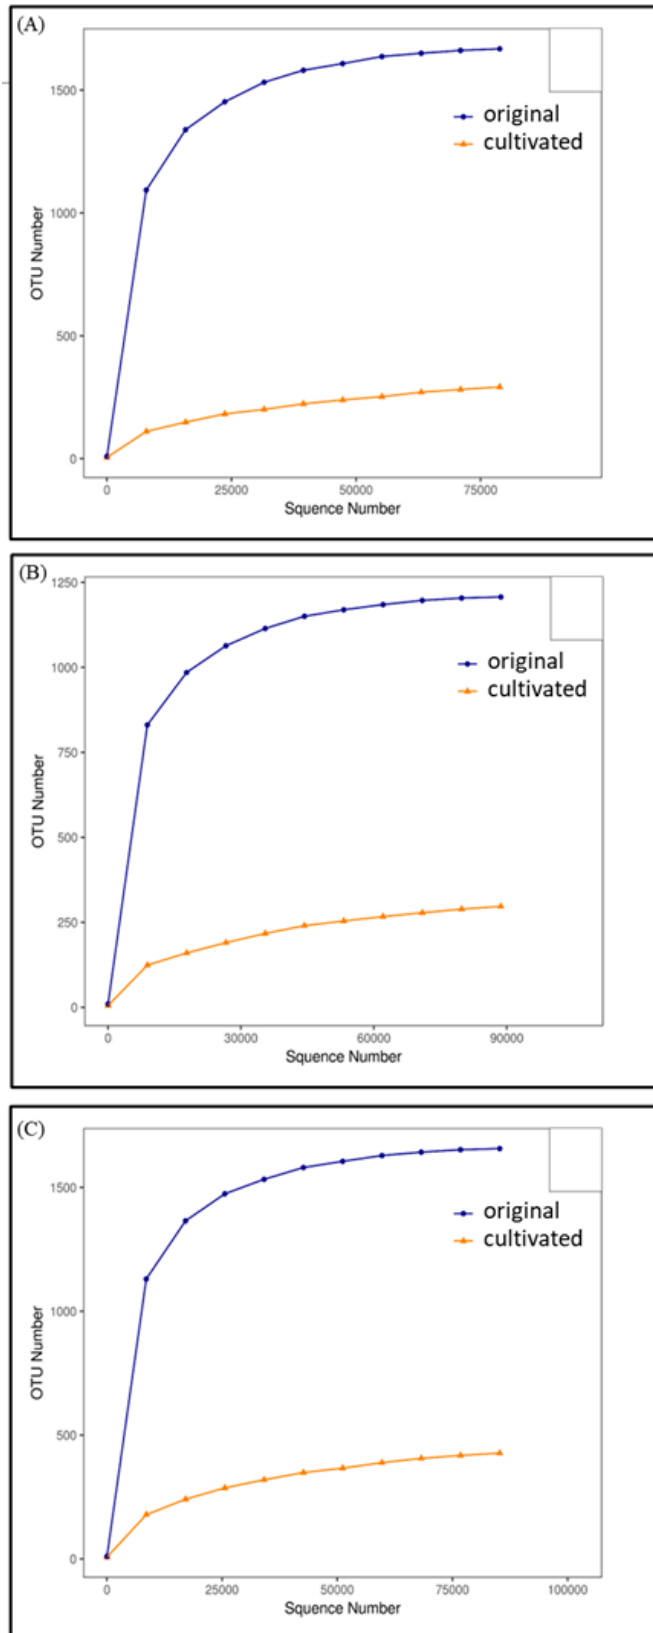 (A)
1500
1000
500
0
OTU Number
original
cultivated
0 25000 50000 75000
Squence Number
(B)
1250
1000
750
500
250
0
OTU Number
original
cultivated
0 30000 60000 90000
Squence Number
(C)
1500
1000
500
0
OTU Number
original
cultivated
0 25000 50000 75000 100000
Squence Number